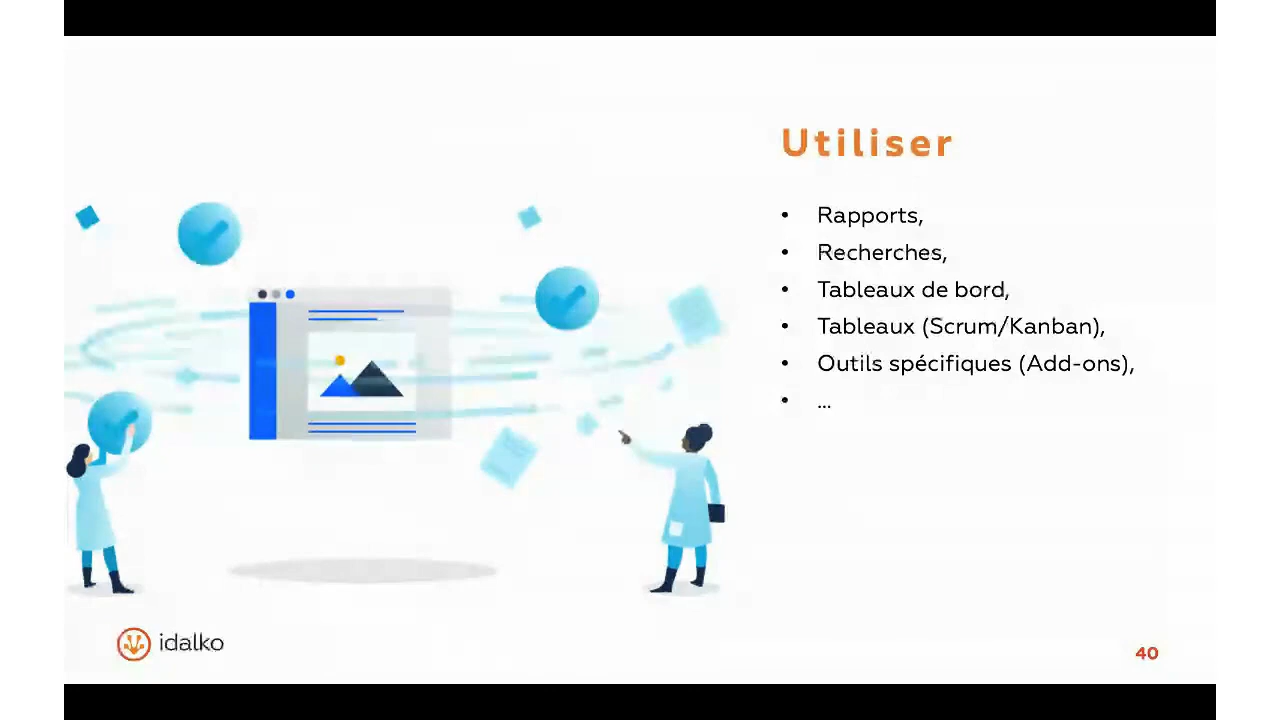 Utiliser
• Rapports,
• Recherches,
• Tableaux de bord,
• Tableaux (Scrum/Kanban),
• Outils spécifiques (Add-ons),
• ...
idalko
40